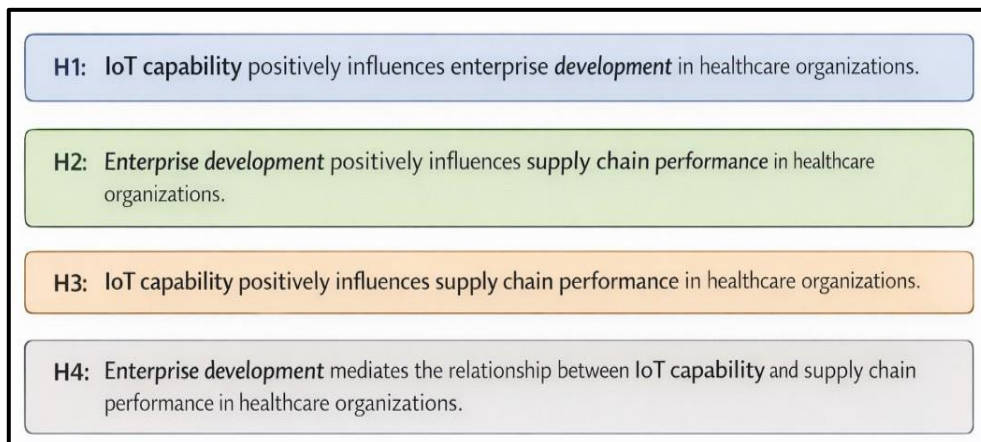 H1: IoT capability positively influences enterprise development in healthcare organizations.
H2: Enterprise development positively influences supply chain performance in healthcare
organizations.
H3: IoT capability positively influences supply chain performance in healthcare organizations.
H4: Enterprise development mediates the relationship between IoT capability and supply chain
performance in healthcare organizations.